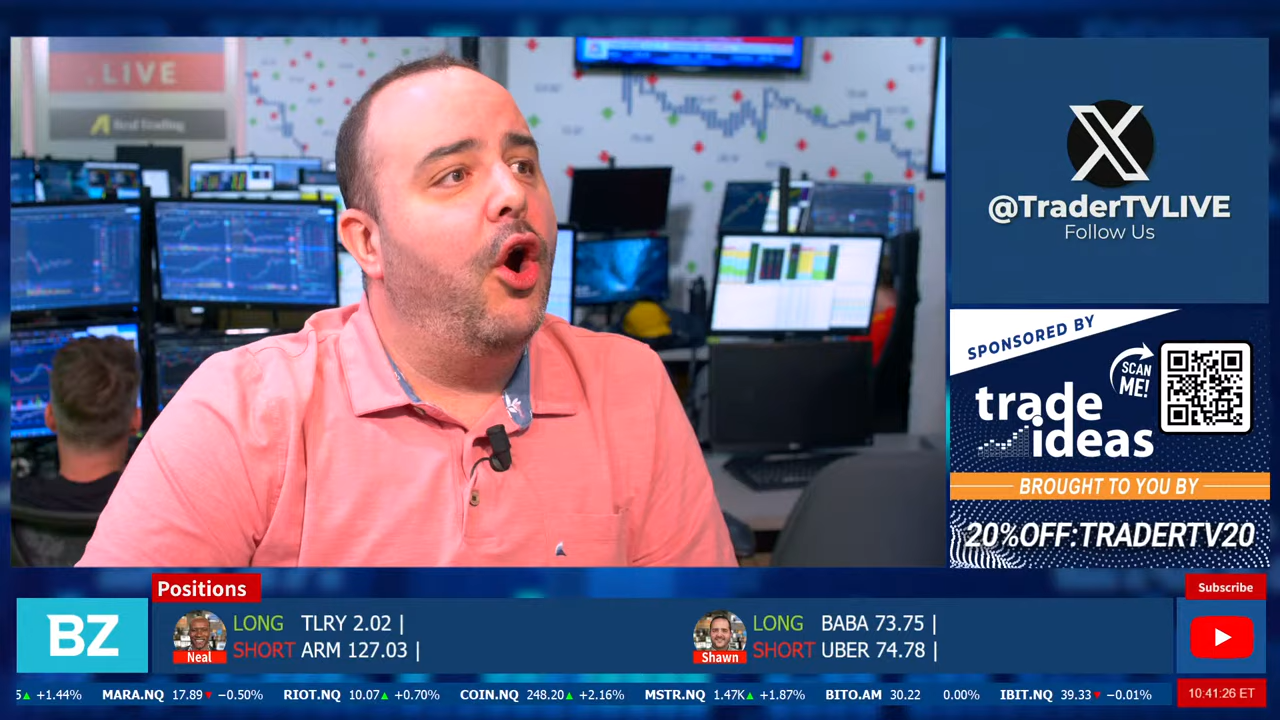 .LIVE
Real Trading
@TraderTVLIVE
Follow Us
SPONSORED BY
SCAN
ME!
trade
ideas
BROUGHT TO YOU BY
20%OFF:TRADERTV20
Positions
BZ
Neal
LONG TLRY 2.02 |
SHORT ARM 127.03 |
Shawn
LONG BABA 73.75 |
SHORT UBER 74.78 |
Subscribe
5▲ +1.44% MARA.NQ 17.89▼ −0.50% RIOT.NQ 10.07▲ +0.70% COIN.NQ 248.20▲ +2.16% MSTR.NQ 1.47K▲ +1.87% BITO.AM 30.22 0.00% IBIT.NQ 39.33▼ −0.01%
10:41:26 ET